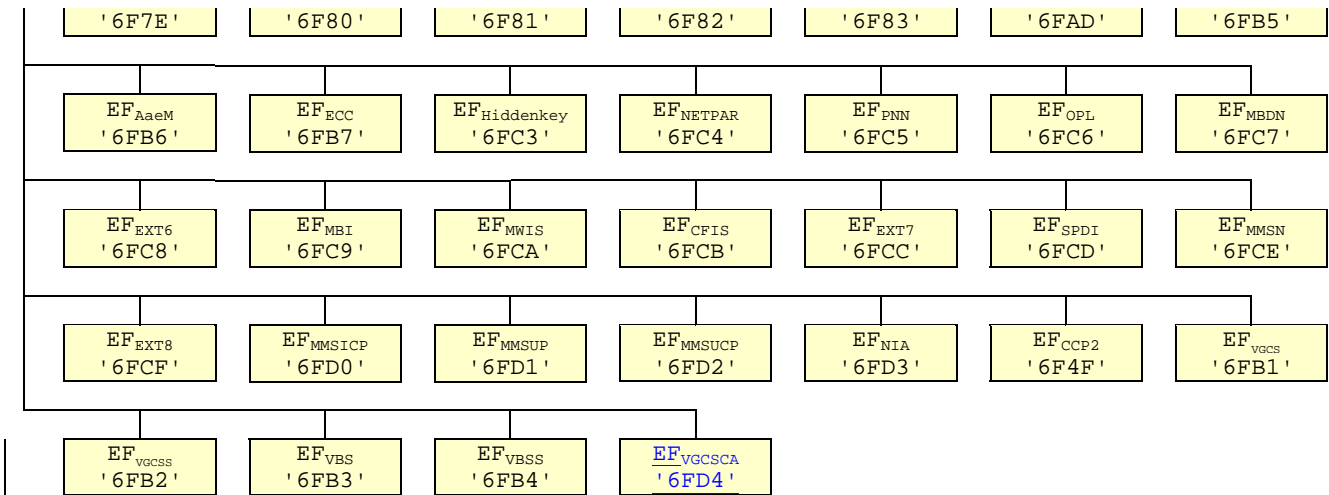 '6F7E' '6F80' '6F81' '6F82' '6F83' '6FAD' '6FB5'
EFAaeM EFECC EFHiddenkey EFNETPAR EFPNN EFOPL EFMBDN
'6FB6' '6FB7' '6FC3' '6FC4' '6FC5' '6FC6' '6FC7'
EFEXT6 EFMBI EFMWIS EFCFIS EFEXT7 EFSPDI EFMMSN
'6FC8' '6FC9' '6FCA' '6FCB' '6FCC' '6FCD' '6FCE'
EFEXT8 EFMMSICP EFMMSUP EFMMSUCP EFNIA EFCCP2 EFVGCS
'6FCF' '6FD0' '6FD1' '6FD2' '6FD3' '6F4F' '6FB1'
EFVGCSS EFVBS EFVBSS EFVGCSCA
'6FB2' '6FB3' '6FB4' '6FD4'